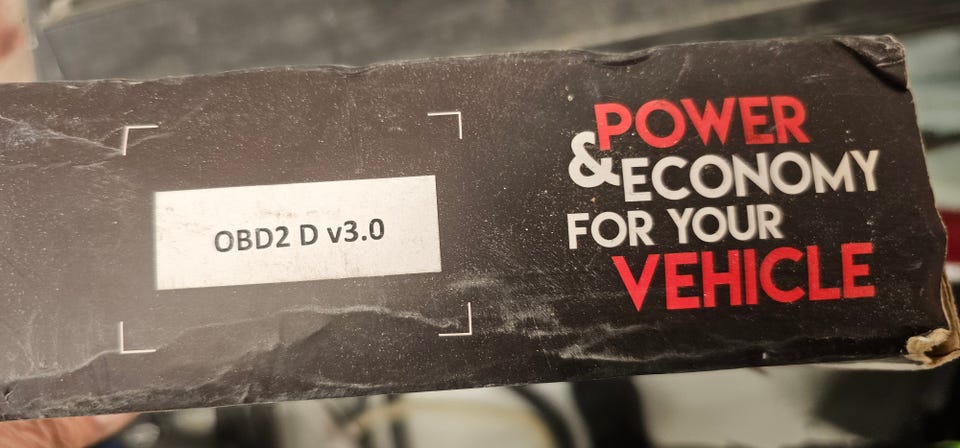 OBD2 D v3.0
POWER
& ECONOMY
FOR YOUR
VEHICLE